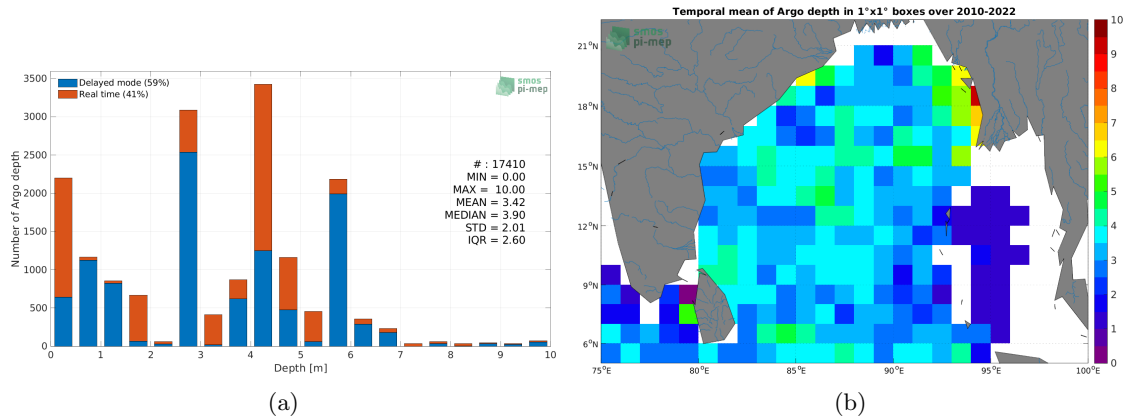 3500
3000
2500
2000
1500
1000
500
0
Number of Argo depth
Delayed mode (59%)
Real time (41%)
smos
pi-mep
# : 17410
MIN = 0.00
MAX = 10.00
MEAN = 3.42
MEDIAN = 3.90
STD = 2.01
IQR = 2.60
0 1 2 3 4 5 6 7 8 9 10
Depth [m]
(a)
Temporal mean of Argo depth in 1°x1° boxes over 2010-2022
smos
pi-mep
21°N
18°N
15°N
12°N
9°N
6°N
75°E 80°E 85°E 90°E 95°E 100°E
10
9
8
7
6
5
4
3
2
1
0
(b)